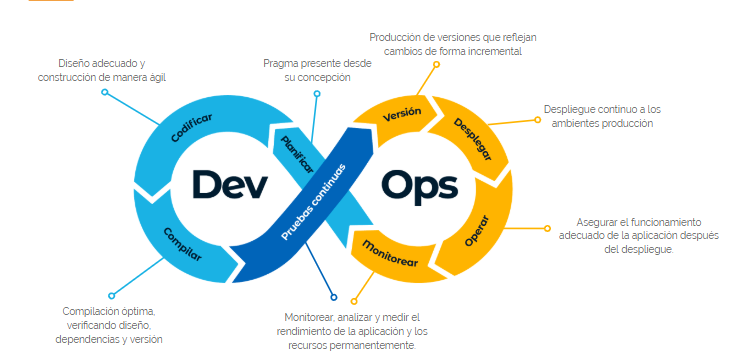 Producción de versiones que reflejan
cambios de forma incremental
Diseño adecuado y
construcción de manera ágil
Pragma presente desde
su concepción
Despliegue continuo a los
ambientes producción
Codificar
Planificar
Versión
Desplegar
Dev
Ops
Pruebas continuas
Compilar
Monitorear
Operar
Asegurar el funcionamiento
adecuado de la aplicación después
del despliegue.
Compilación óptima,
verificando diseño,
dependencias y versión
Monitorear, analizar y medir el
rendimiento de la aplicación y los
recursos permanentemente.